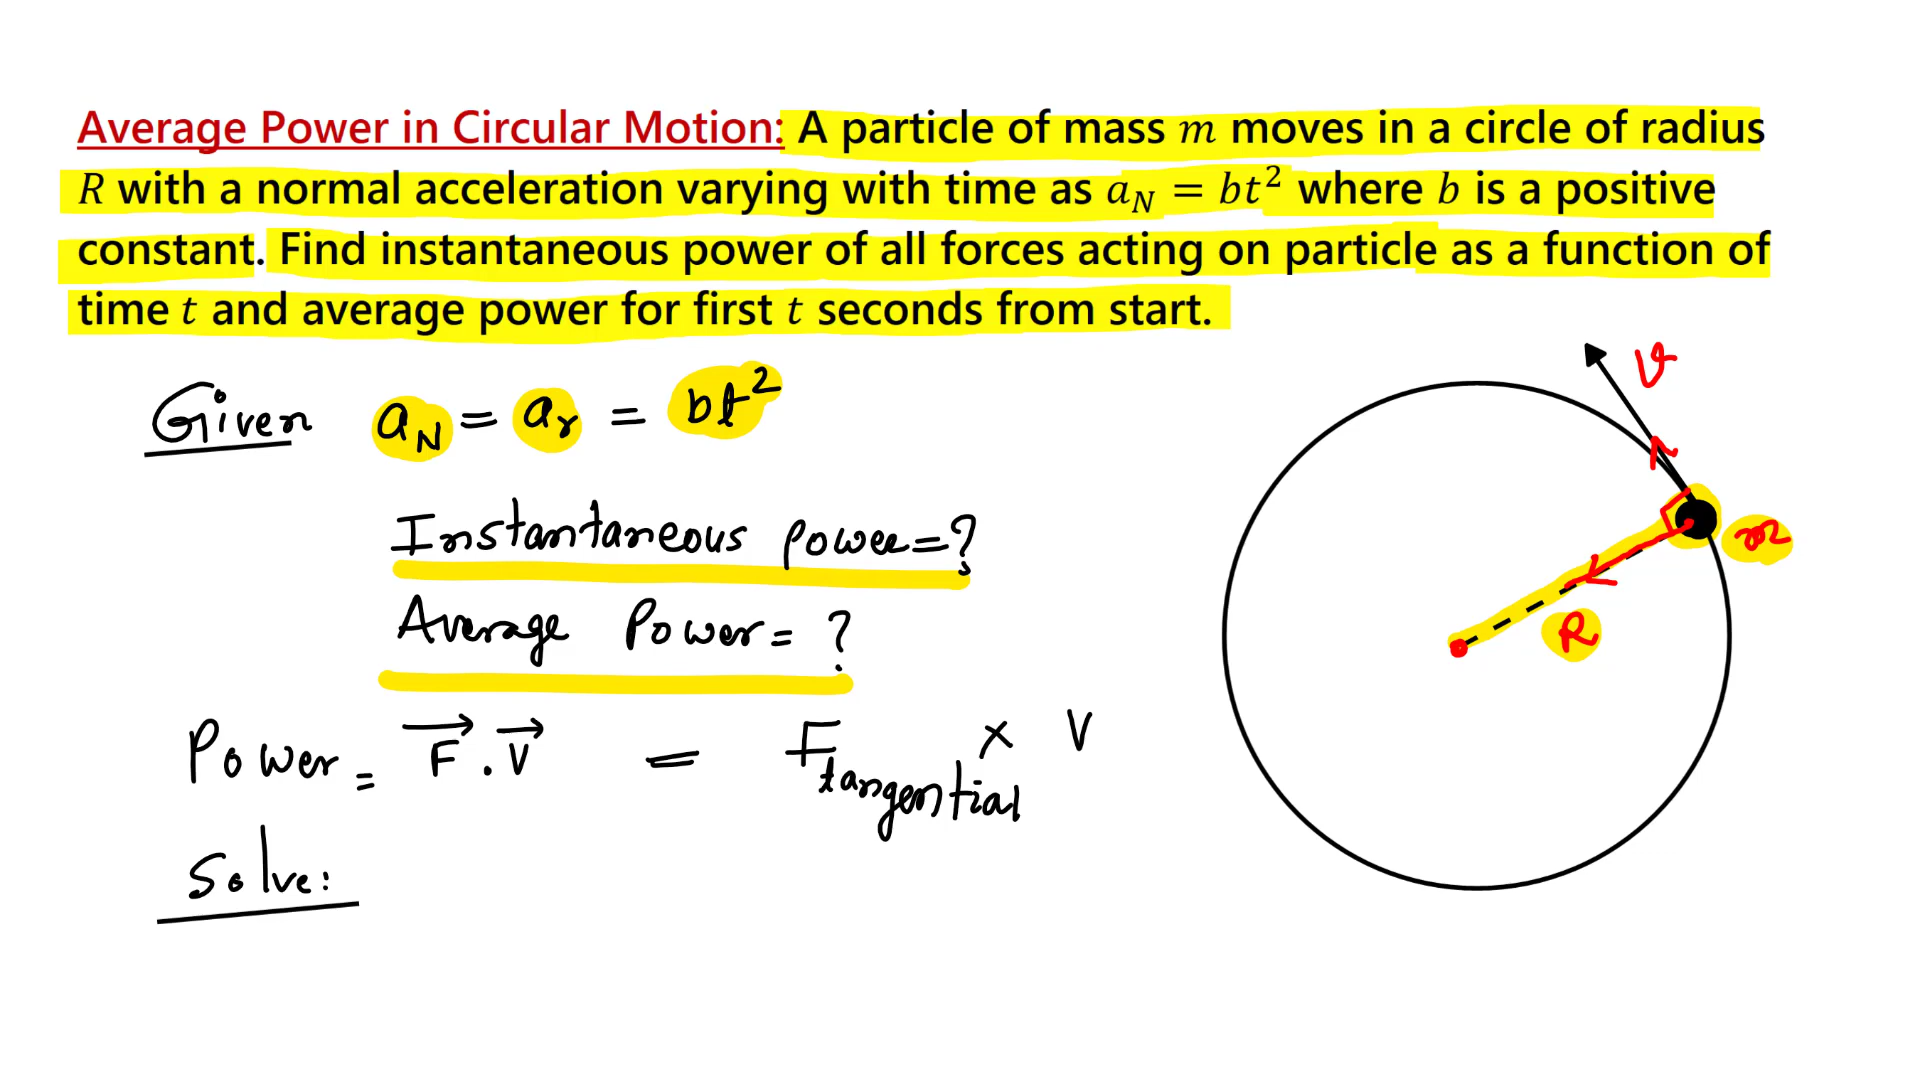 Average Power in Circular Motion: A particle of mass m moves in a circle of radius
R with a normal acceleration varying with time as a_N = bt² where b is a positive
constant. Find instantaneous power of all forces acting on particle as a function of
time t and average power for first t seconds from start.
Given a_N = a_r = bt²
Instantaneous power = ?
Average Power = ?
Power = F⃗ . V⃗ = F_tangential × V
Solve:
v
m
R